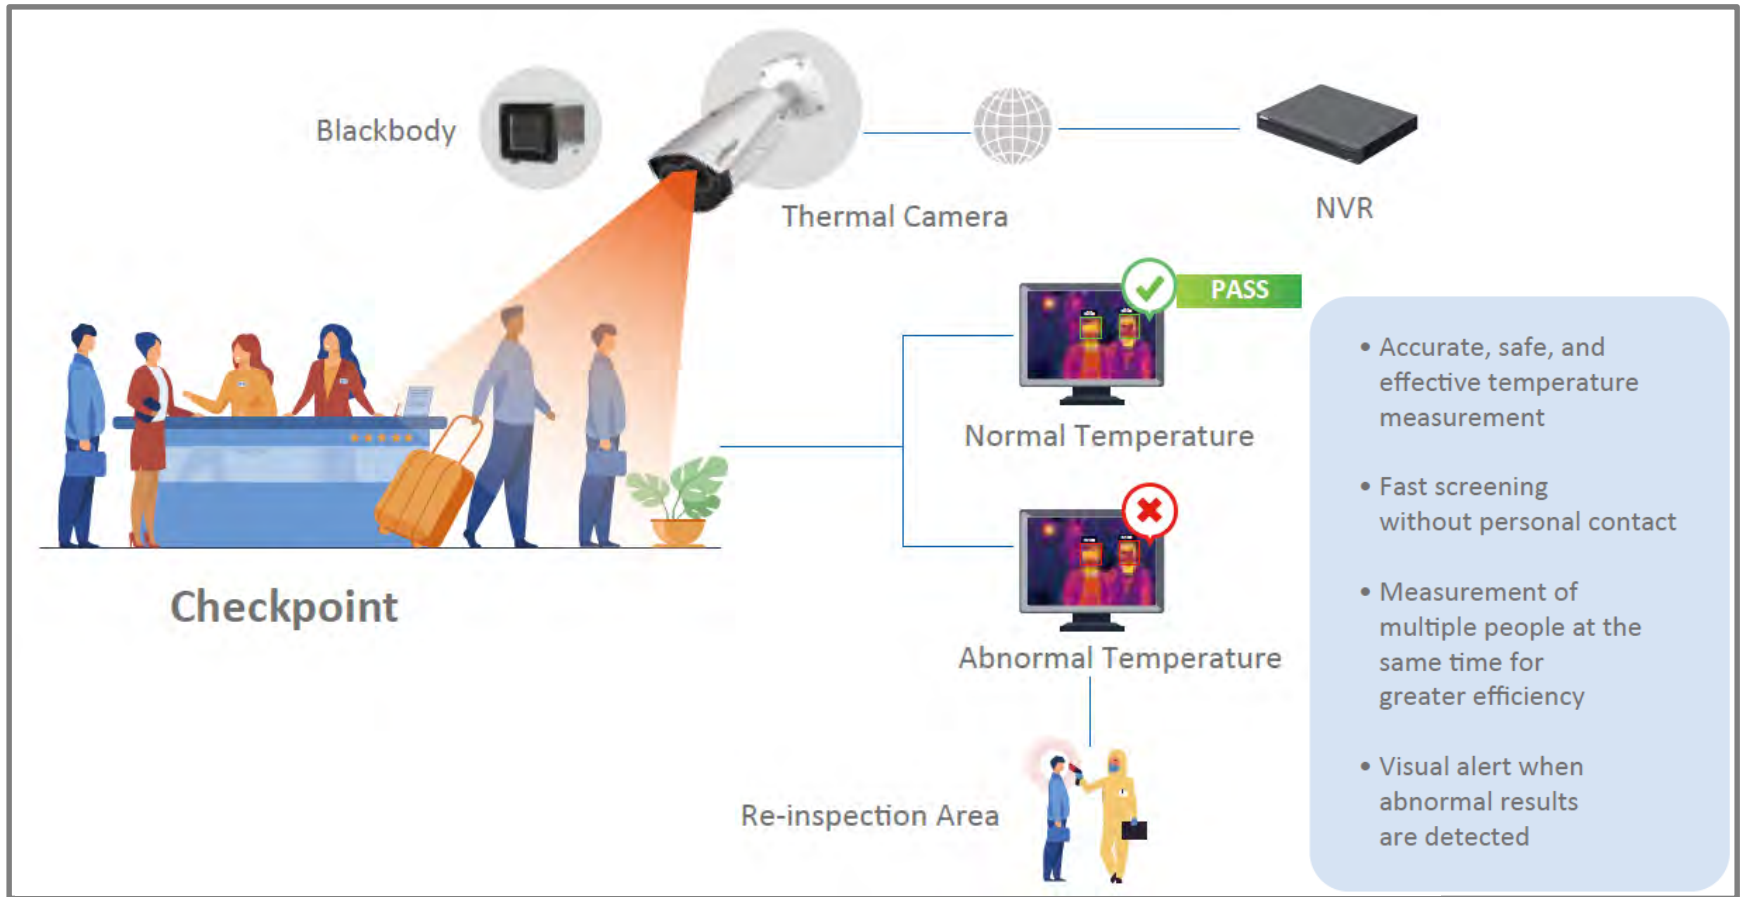 Blackbody
Thermal Camera
NVR
PASS
Normal Temperature
Checkpoint
Abnormal Temperature
Re-inspection Area
• Accurate, safe, and
effective temperature
measurement
• Fast screening
without personal contact
• Measurement of
multiple people at the
same time for
greater efficiency
• Visual alert when
abnormal results
are detected